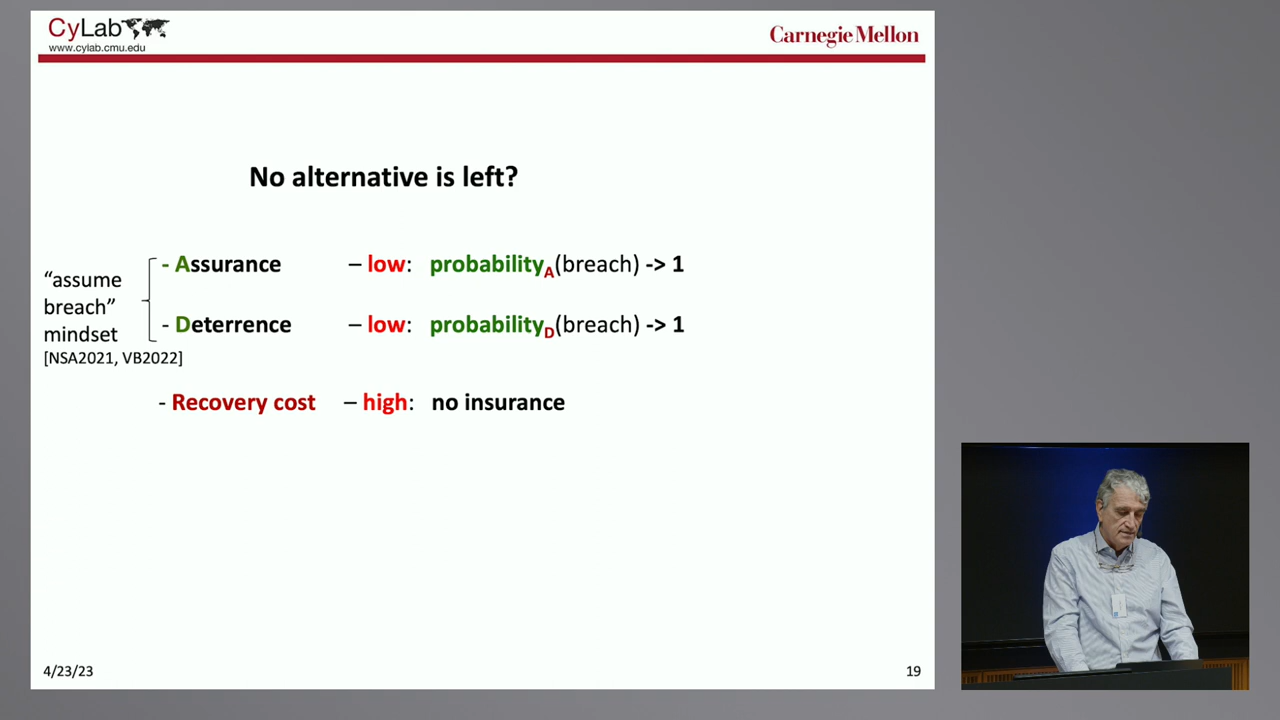 CyLab
www.cylab.cmu.edu
Carnegie Mellon
No alternative is left?
“assume
breach”
mindset
[NSA2021, VB2022]
- Assurance – low: probabilityA(breach) -> 1
- Deterrence – low: probabilityD(breach) -> 1
- Recovery cost – high: no insurance
4/23/23
19